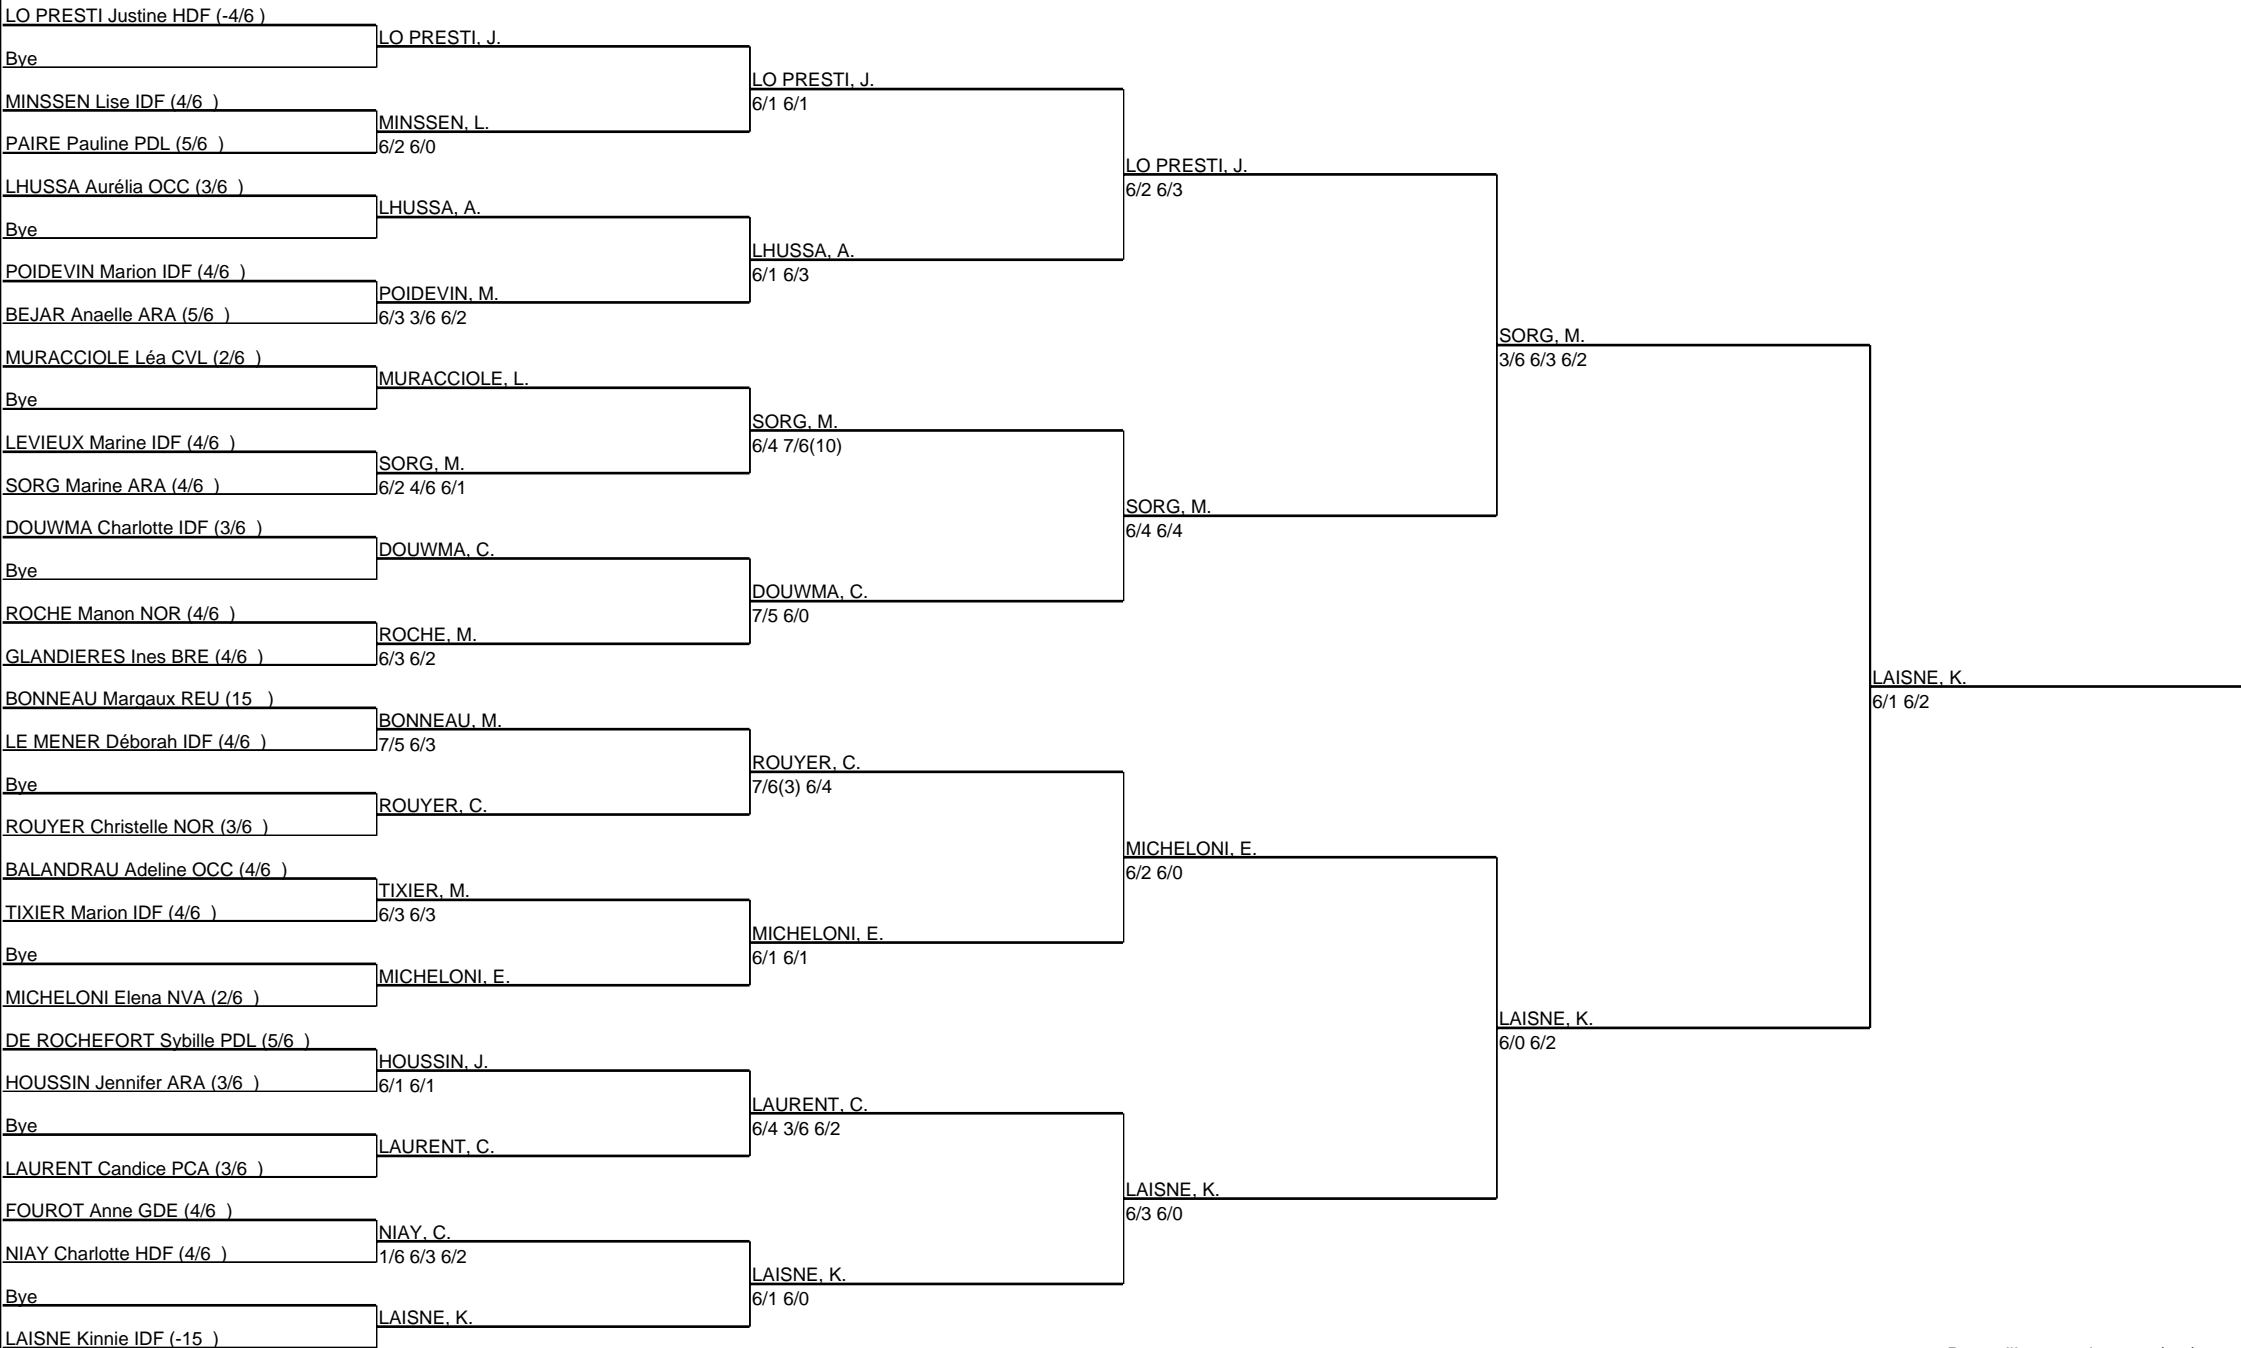 LO PRESTI Justine HDF (-4/6 )
LO PRESTI, J.
Bye
LO PRESTI, J.
6/1 6/1
MINSSEN Lise IDF (4/6 )
MINSSEN, L.
6/2 6/0
PAIRE Pauline PDL (5/6 )
LO PRESTI, J.
6/2 6/3
LHUSSA Aurélia OCC (3/6 )
LHUSSA, A.
Bye
LHUSSA, A.
6/1 6/3
POIDEVIN Marion IDF (4/6 )
POIDEVIN, M.
6/3 3/6 6/2
BEJAR Anaelle ARA (5/6 )
SORG, M.
3/6 6/3 6/2
MURACCIOLE Léa CVL (2/6 )
MURACCIOLE, L.
Bye
SORG, M.
6/4 7/6(10)
LEVIEUX Marine IDF (4/6 )
SORG, M.
6/2 4/6 6/1
SORG Marine ARA (4/6 )
SORG, M.
6/4 6/4
DOUWMA Charlotte IDF (3/6 )
DOUWMA, C.
Bye
DOUWMA, C.
7/5 6/0
ROCHE Manon NOR (4/6 )
ROCHE, M.
6/3 6/2
GLANDIERES Ines BRE (4/6 )
LAISNE, K.
6/1 6/2
BONNEAU Margaux REU (15 )
BONNEAU, M.
7/5 6/3
LE MENER Déborah IDF (4/6 )
ROUYER, C.
7/6(3) 6/4
Bye
ROUYER, C.
ROUYER Christelle NOR (3/6 )
MICHELONI, E.
6/2 6/0
BALANDRAU Adeline OCC (4/6 )
TIXIER, M.
6/3 6/3
TIXIER Marion IDF (4/6 )
MICHELONI, E.
6/1 6/1
Bye
MICHELONI, E.
MICHELONI Elena NVA (2/6 )
LAISNE, K.
6/0 6/2
DE ROCHEFORT Sybille PDL (5/6 )
HOUSSIN, J.
6/1 6/1
HOUSSIN Jennifer ARA (3/6 )
LAURENT, C.
6/4 3/6 6/2
Bye
LAURENT, C.
LAURENT Candice PCA (3/6 )
LAISNE, K.
6/3 6/0
FOUROT Anne GDE (4/6 )
NIAY, C.
1/6 6/3 6/2
NIAY Charlotte HDF (4/6 )
LAISNE, K.
6/1 6/0
Bye
LAISNE, K.
LAISNE Kinnie IDF (-15 )